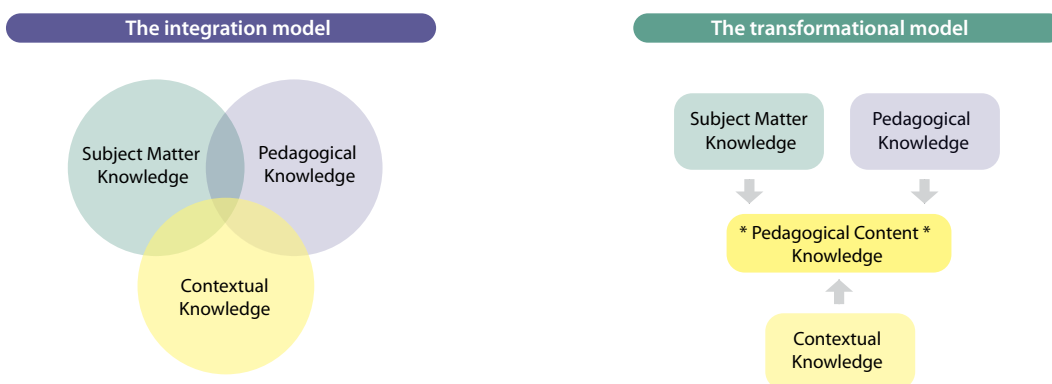 The integration model
The transformational model
Subject Matter
Knowledge
Pedagogical
Knowledge
Contextual
Knowledge
Subject Matter
Knowledge
Pedagogical
Knowledge
* Pedagogical Content *
Knowledge
Contextual
Knowledge